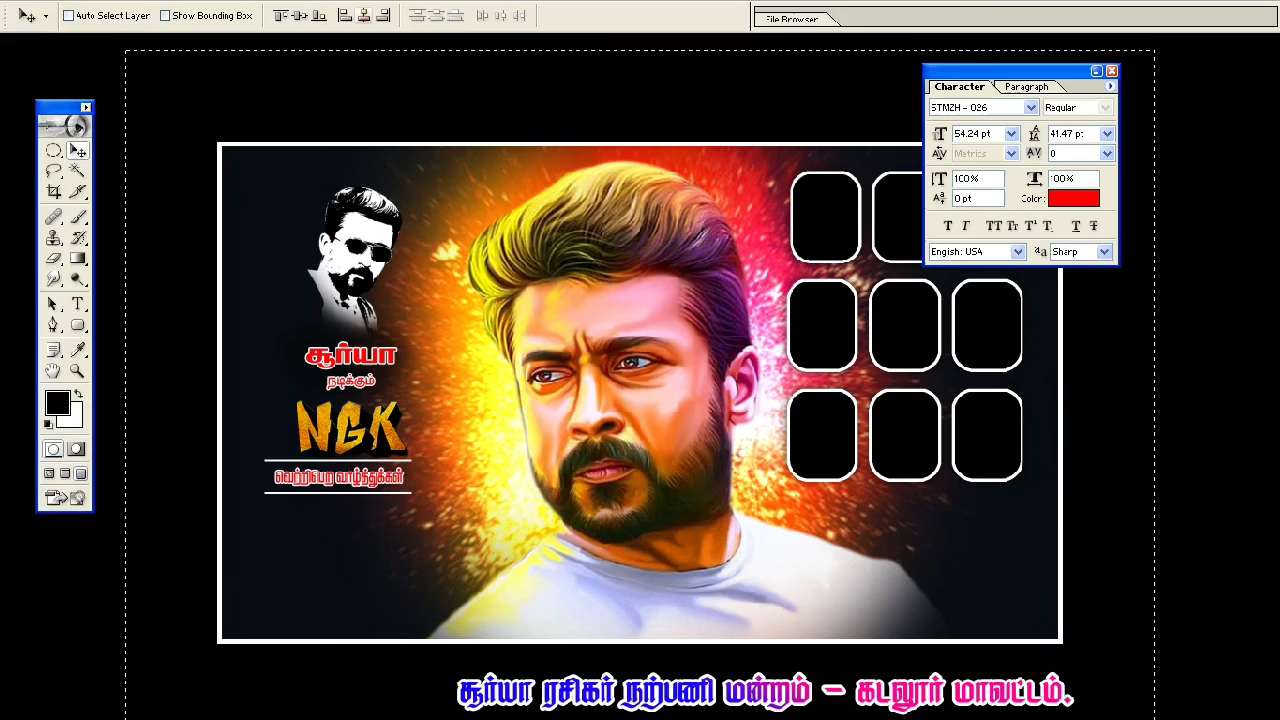 Auto Select Layer
Show Bounding Box
File Browser
Character
Paragraph
STMZH - 026
Regular
54.24 pt
41.47 pt
Metrics
0
100%
100%
0 pt
Color:
English: USA
Sharp
சூர்யா
நடிக்கும்
NGK
வெற்றிபெற வாழ்த்துக்கள்
சூர்யா ரசிகர் நற்பணி மன்றம் - கடலூர் மாவட்டம்.